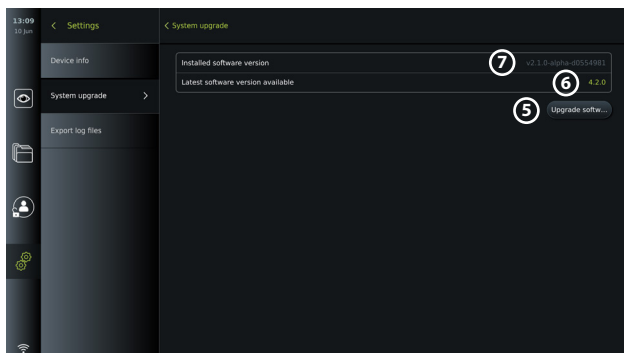 13:09
10 Jun
Settings
System upgrade
Device info
System upgrade
Export log files
Installed software version
7
v2.1.0-alpha-d0554981
Latest software version available
6
4.2.0
5
Upgrade softw...